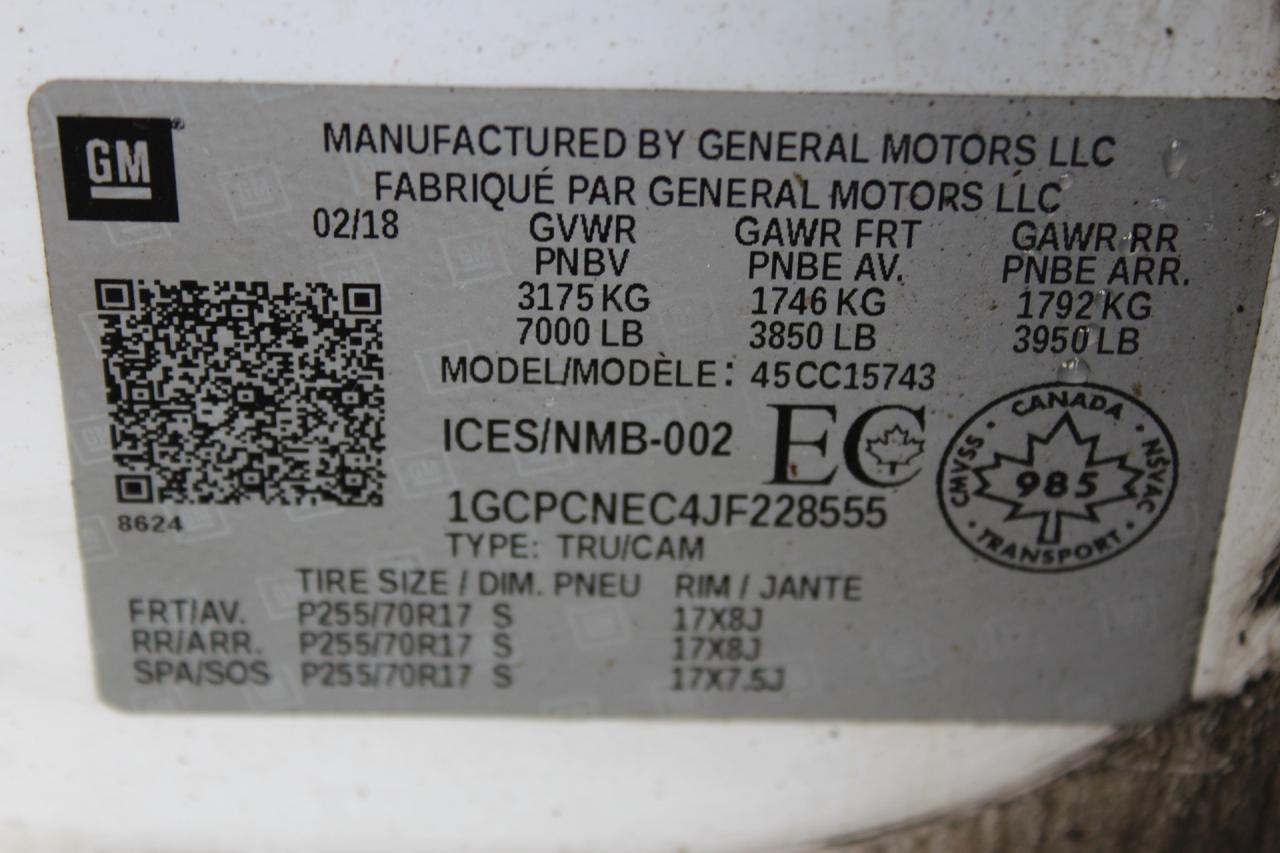 GM
MANUFACTURED BY GENERAL MOTORS LLC
FABRIQUÉ PAR GENERAL MOTORS LLC
02/18 GVWR GAWR FRT GAWR RR
PNBV PNBE AV. PNBE ARR.
3175 KG 1746 KG 1792 KG
7000 LB 3850 LB 3950 LB
MODEL/MODÈLE: 45CC15743
ICES/NMB-002 EC
CANADA
CMVSS 985 NSVAC
TRANSPORT
8624
1GCPCNEC4JF228555
TYPE: TRU/CAM
TIRE SIZE / DIM. PNEU RIM / JANTE
FRT/AV. P255/70R17 S 17X8J
RR/ARR. P255/70R17 S 17X8J
SPA/SOS P255/70R17 S 17X7.5J